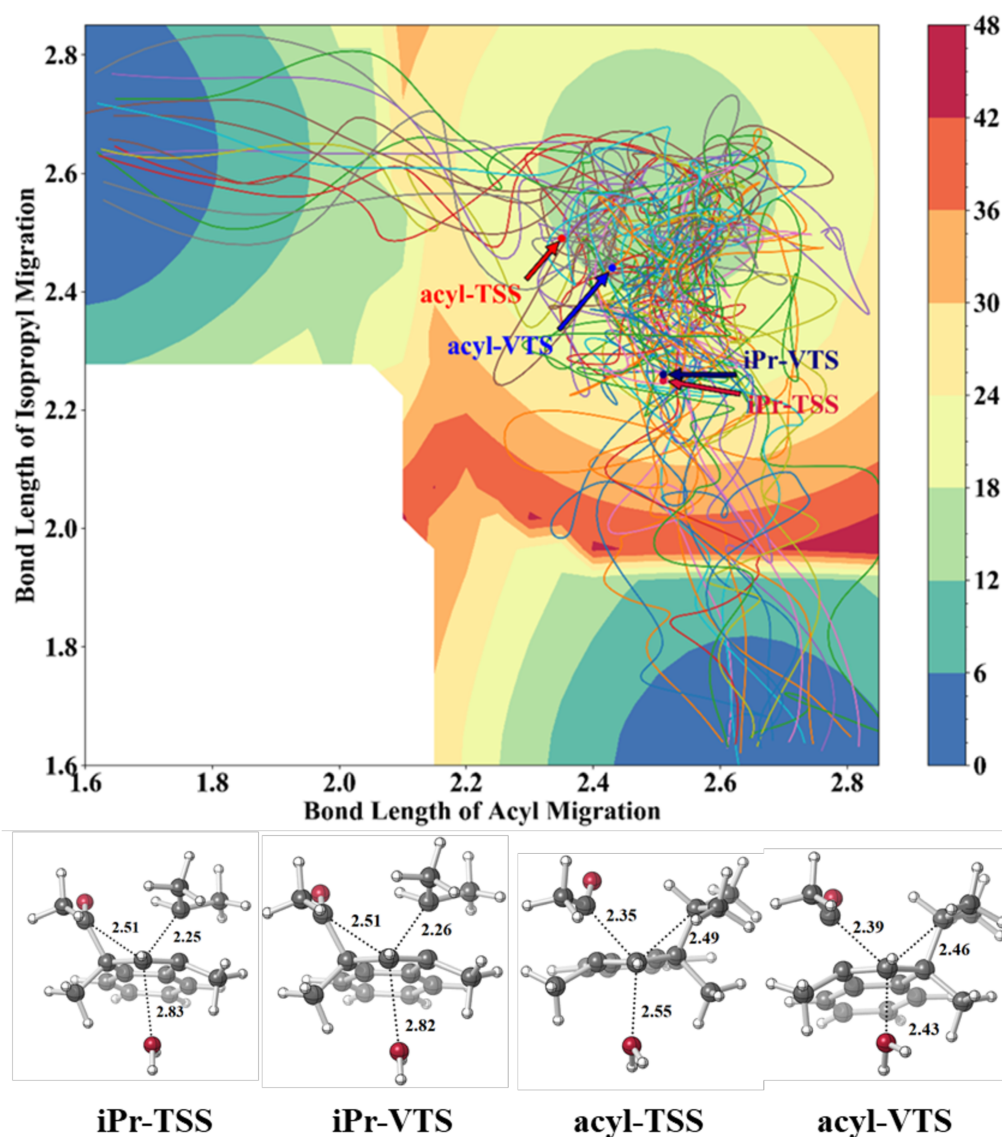 48
42
36
30
24
18
12
6
0
2.8
2.6
2.4
2.2
2.0
1.8
1.6
Bond Length of Isopropyl Migration
acyl-TSS
acyl-VTS
iPr-VTS
iPr-TSS
1.6 1.8 2.0 2.2 2.4 2.6 2.8
Bond Length of Acyl Migration
2.51 2.25 2.83
2.51 2.26 2.82
2.35 2.49 2.55
2.39 2.46 2.43
iPr-TSS iPr-VTS acyl-TSS acyl-VTS